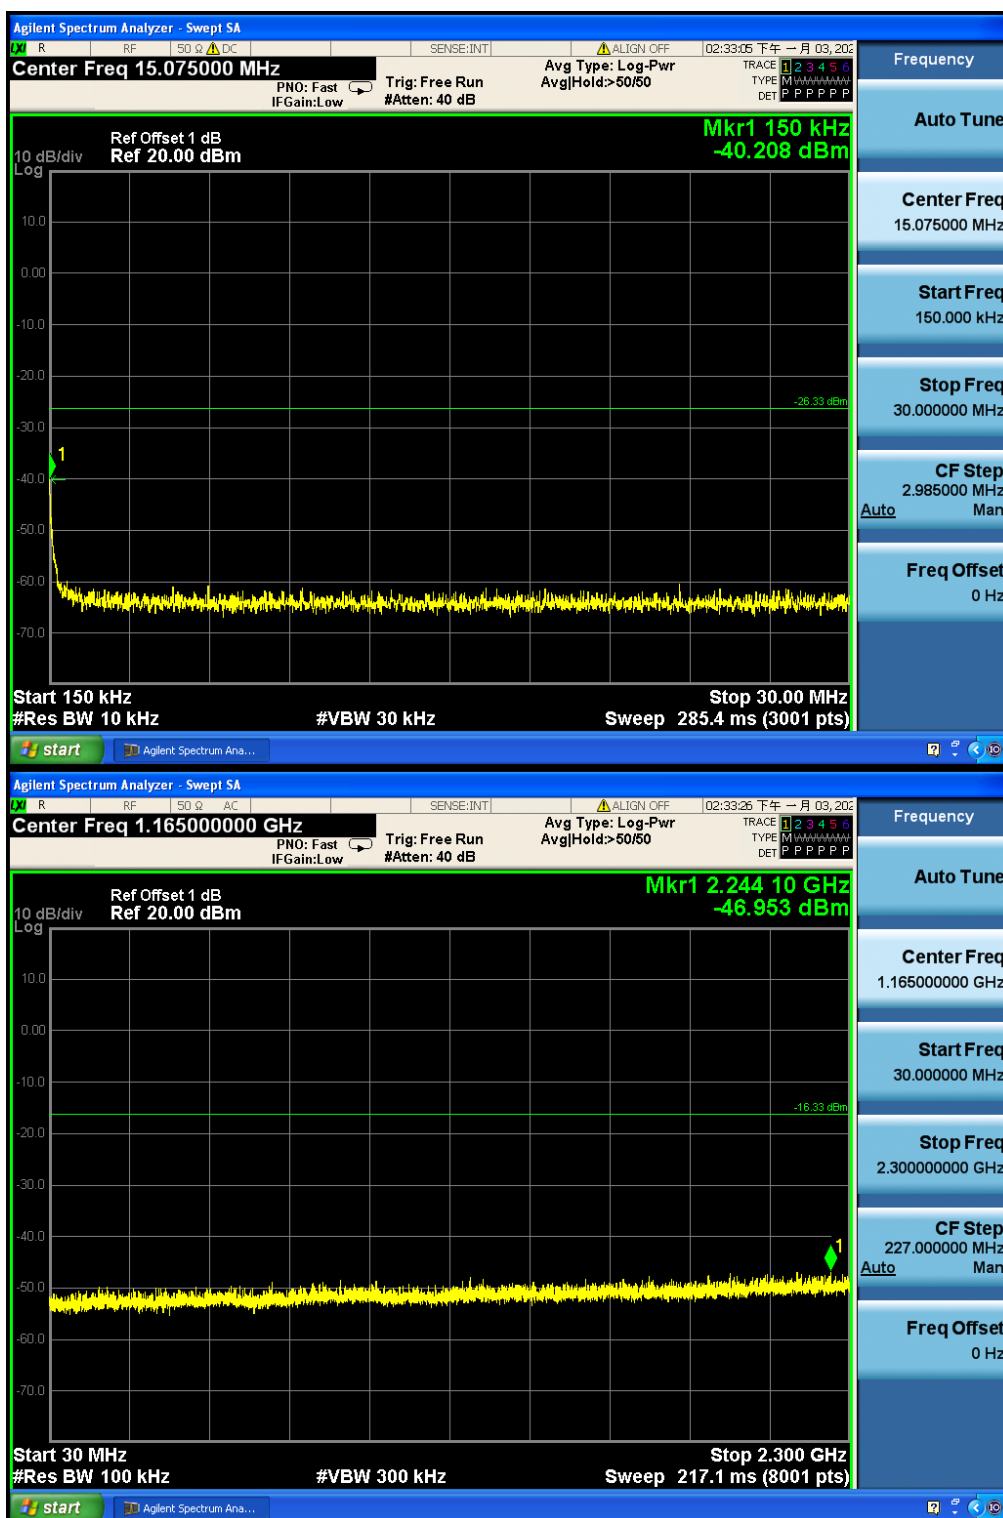 Agilent Spectrum Analyzer - Swept SA
LXI R RF 50 Ω DC SENSE:INT ALIGN OFF 02:33:05 下午 一月 03, 202
Center Freq 15.075000 MHz
PNO: Fast
IFGain:Low
Trig: Free Run
#Atten: 40 dB
Avg Type: Log-Pwr
Avg|Hold:>50/50
TRACE 1 2 3 4 5 6
TYPE M WWWWW
DET P P P P P P
Ref Offset 1 dB
10 dB/div Ref 20.00 dBm
Log
Mkr1 150 kHz
-40.208 dBm
10.0
0.00
-10.0
-20.0
-26.33 dBm
-30.0
1
-40.0
-50.0
-60.0
-70.0
Start 150 kHz Stop 30.00 MHz
#Res BW 10 kHz #VBW 30 kHz Sweep 285.4 ms (3001 pts)
Frequency
Auto Tune
Center Freq
15.075000 MHz
Start Freq
150.000 kHz
Stop Freq
30.000000 MHz
CF Step
2.985000 MHz
Auto Man
Freq Offset
0 Hz
start Agilent Spectrum Ana...
Agilent Spectrum Analyzer - Swept SA
LXI R RF 50 Ω AC SENSE:INT ALIGN OFF 02:33:26 下午 一月 03, 202
Center Freq 1.165000000 GHz
PNO: Fast
IFGain:Low
Trig: Free Run
#Atten: 40 dB
Avg Type: Log-Pwr
Avg|Hold:>50/50
TRACE 1 2 3 4 5 6
TYPE M WWWWW
DET P P P P P P
Ref Offset 1 dB
10 dB/div Ref 20.00 dBm
Log
Mkr1 2.244 10 GHz
-46.953 dBm
10.0
0.00
-10.0
-16.33 dBm
-20.0
-30.0
-40.0
1
-50.0
-60.0
-70.0
Start 30 MHz Stop 2.300 GHz
#Res BW 100 kHz #VBW 300 kHz Sweep 217.1 ms (8001 pts)
Frequency
Auto Tune
Center Freq
1.165000000 GHz
Start Freq
30.000000 MHz
Stop Freq
2.300000000 GHz
CF Step
227.000000 MHz
Auto Man
Freq Offset
0 Hz
start Agilent Spectrum Ana...